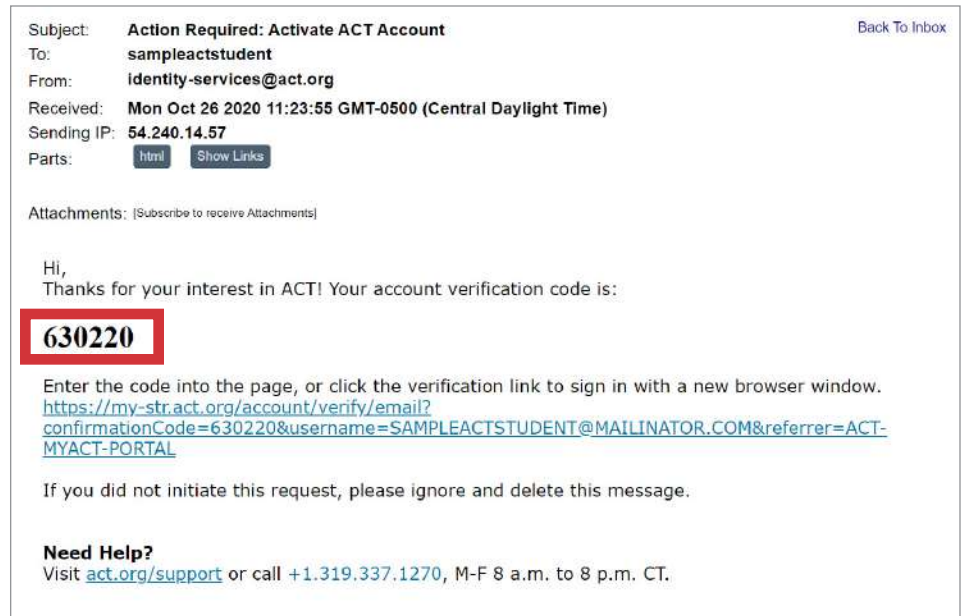 Subject: Action Required: Activate ACT Account
Back To Inbox
To: sampleactstudent
From: identity-services@act.org
Received: Mon Oct 26 2020 11:23:55 GMT-0500 (Central Daylight Time)
Sending IP: 54.240.14.57
Parts: html Show Links
Attachments: [Subscribe to receive Attachments]
Hi,
Thanks for your interest in ACT! Your account verification code is:
630220
Enter the code into the page, or click the verification link to sign in with a new browser window.
https://my-str.act.org/account/verify/email?
confirmationCode=630220&username=SAMPLEACTSTUDENT@MAILINATOR.COM&referrer=ACT-
MYACT-PORTAL
If you did not initiate this request, please ignore and delete this message.
Need Help?
Visit act.org/support or call +1.319.337.1270, M-F 8 a.m. to 8 p.m. CT.